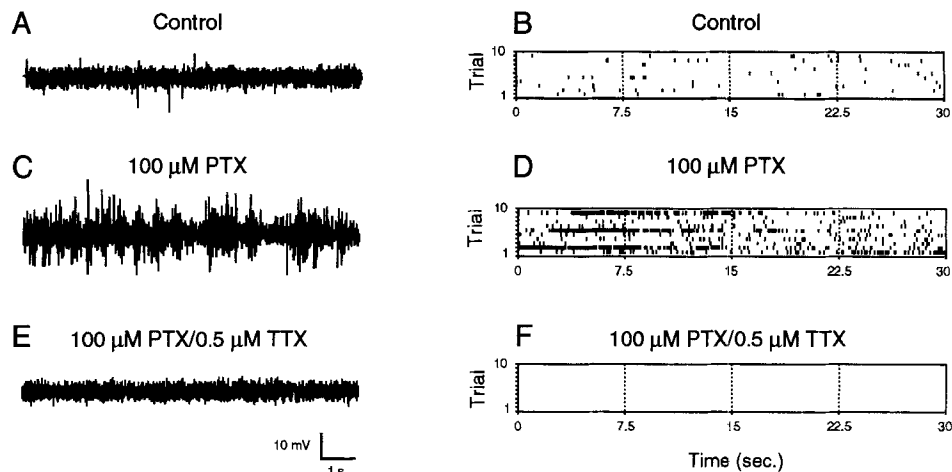 A
Control
B
Control
Trial
10
1
0
7.5
15
22.5
30
C
100 µM PTX
D
100 µM PTX
Trial
10
1
0
7.5
15
22.5
30
E
100 µM PTX/0.5 µM TTX
F
100 µM PTX/0.5 µM TTX
Trial
10
1
0
7.5
15
22.5
30
10 mV
1 s
Time (sec.)